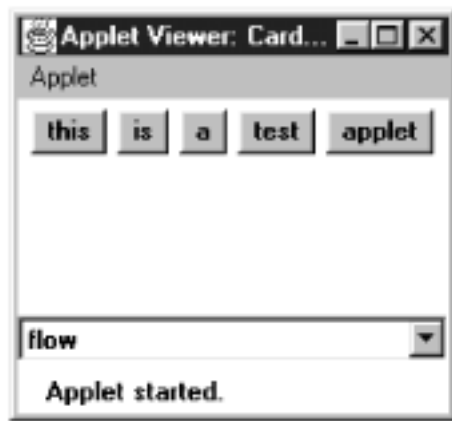 Applet Viewer: Card...
Applet
this is a test applet
flow
Applet started.